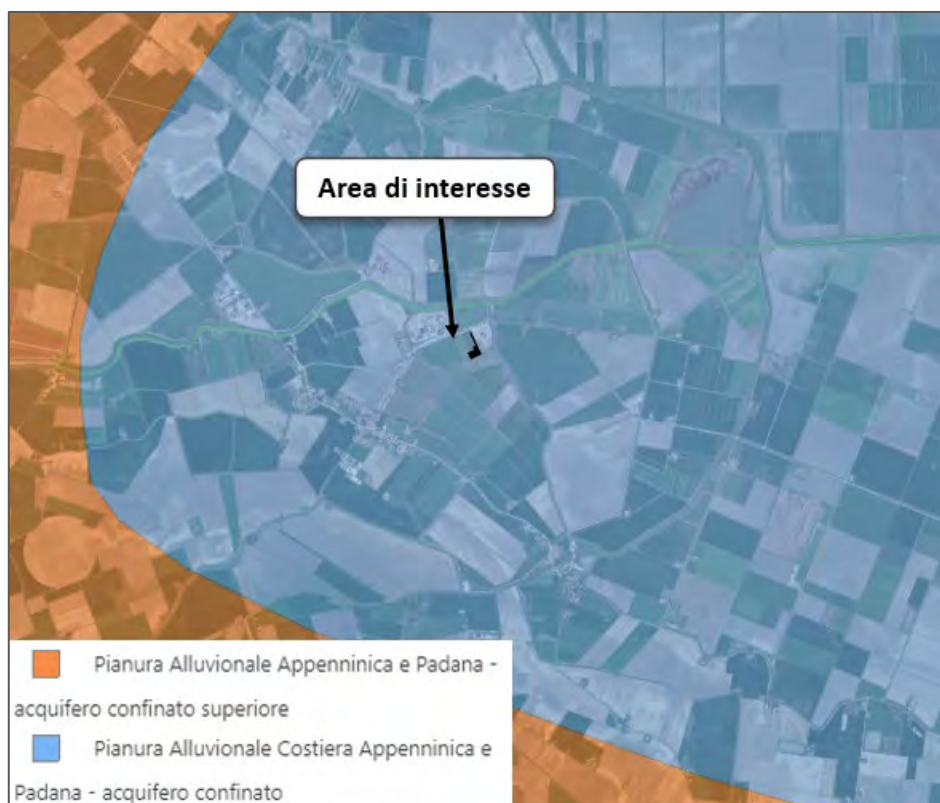 Area di interesse
Pianura Alluvionale Appenninica e Padana -
acquifero confinato superiore
Pianura Alluvionale Costiera Appenninica e
Padana - acquifero confinato